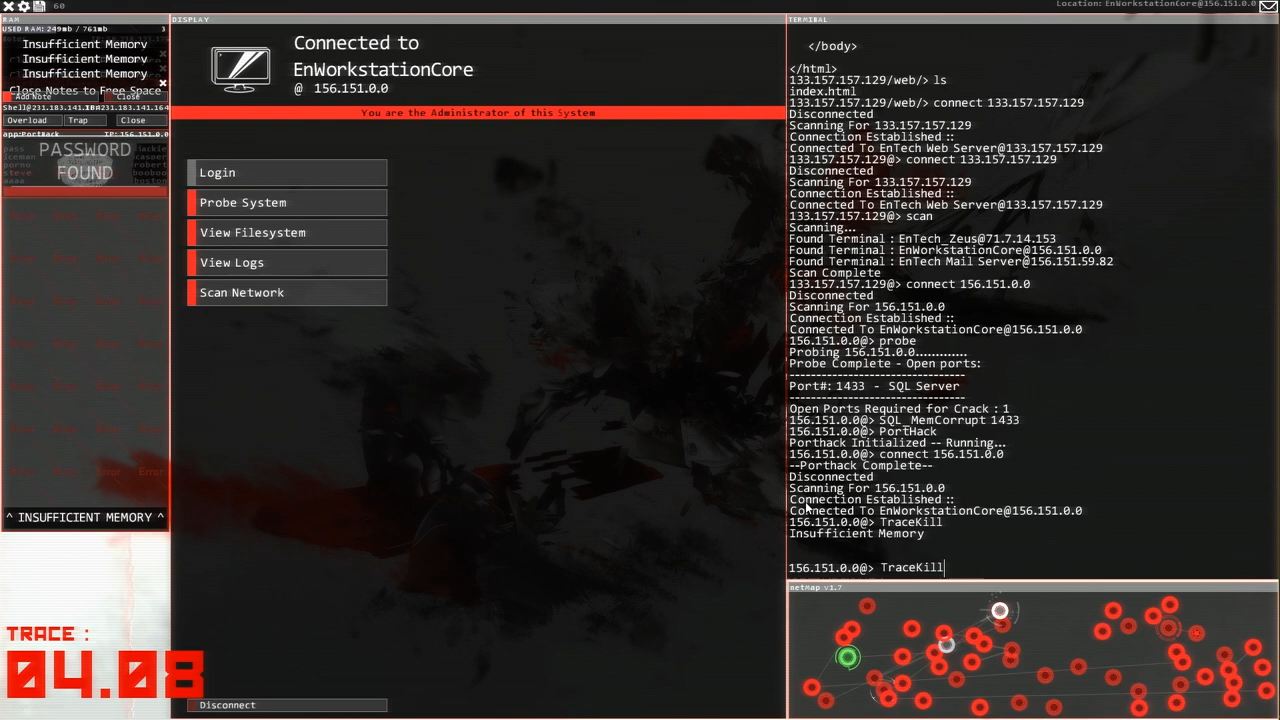 60
Location: EnWorkstationCore@156.151.0.0
RAM
USED RAM: 249mb / 761mb
3
Insufficient Memory
Insufficient Memory
Insufficient Memory
Close Notes to Free Space
Add Note
Close
Overload
Trap
Close
app:PortHack
IP: 156.151.0.0
PASSWORD
FOUND
^ INSUFFICIENT MEMORY ^
TRACE :
04.08
DISPLAY
Connected to
EnWorkstationCore
@ 156.151.0.0
You are the Administrator of this System
Login
Probe System
View Filesystem
View Logs
Scan Network
Disconnect
TERMINAL
</body>
</html>
133.157.157.129/web/> ls
index.html
133.157.157.129/web/> connect 133.157.157.129
Disconnected
Scanning For 133.157.157.129
Connection Established ::
Connected To EnTech Web Server@133.157.157.129
133.157.157.129@> connect 133.157.157.129
Disconnected
Scanning For 133.157.157.129
Connection Established ::
Connected To EnTech Web Server@133.157.157.129
133.157.157.129@> scan
Scanning...
Found Terminal : EnTech_Zeus@71.7.14.153
Found Terminal : EnWorkstationCore@156.151.0.0
Found Terminal : EnTech Mail Server@156.151.59.82
Scan Complete
133.157.157.129@> connect 156.151.0.0
Disconnected
Scanning For 156.151.0.0
Connection Established ::
Connected To EnWorkstationCore@156.151.0.0
156.151.0.0@> probe
Probing 156.151.0.0.............
Probe Complete - Open ports:
---------------------------------
Port#: 1433 - SQL Server
---------------------------------
Open Ports Required for Crack : 1
156.151.0.0@> SQL_MemCorrupt 1433
156.151.0.0@> PortHack
Porthack Initialized -- Running...
156.151.0.0@> connect 156.151.0.0
--Porthack Complete--
Disconnected
Scanning For 156.151.0.0
Connection Established ::
Connected To EnWorkstationCore@156.151.0.0
156.151.0.0@> TraceKill
Insufficient Memory
156.151.0.0@> TraceKill
netMap v1.7